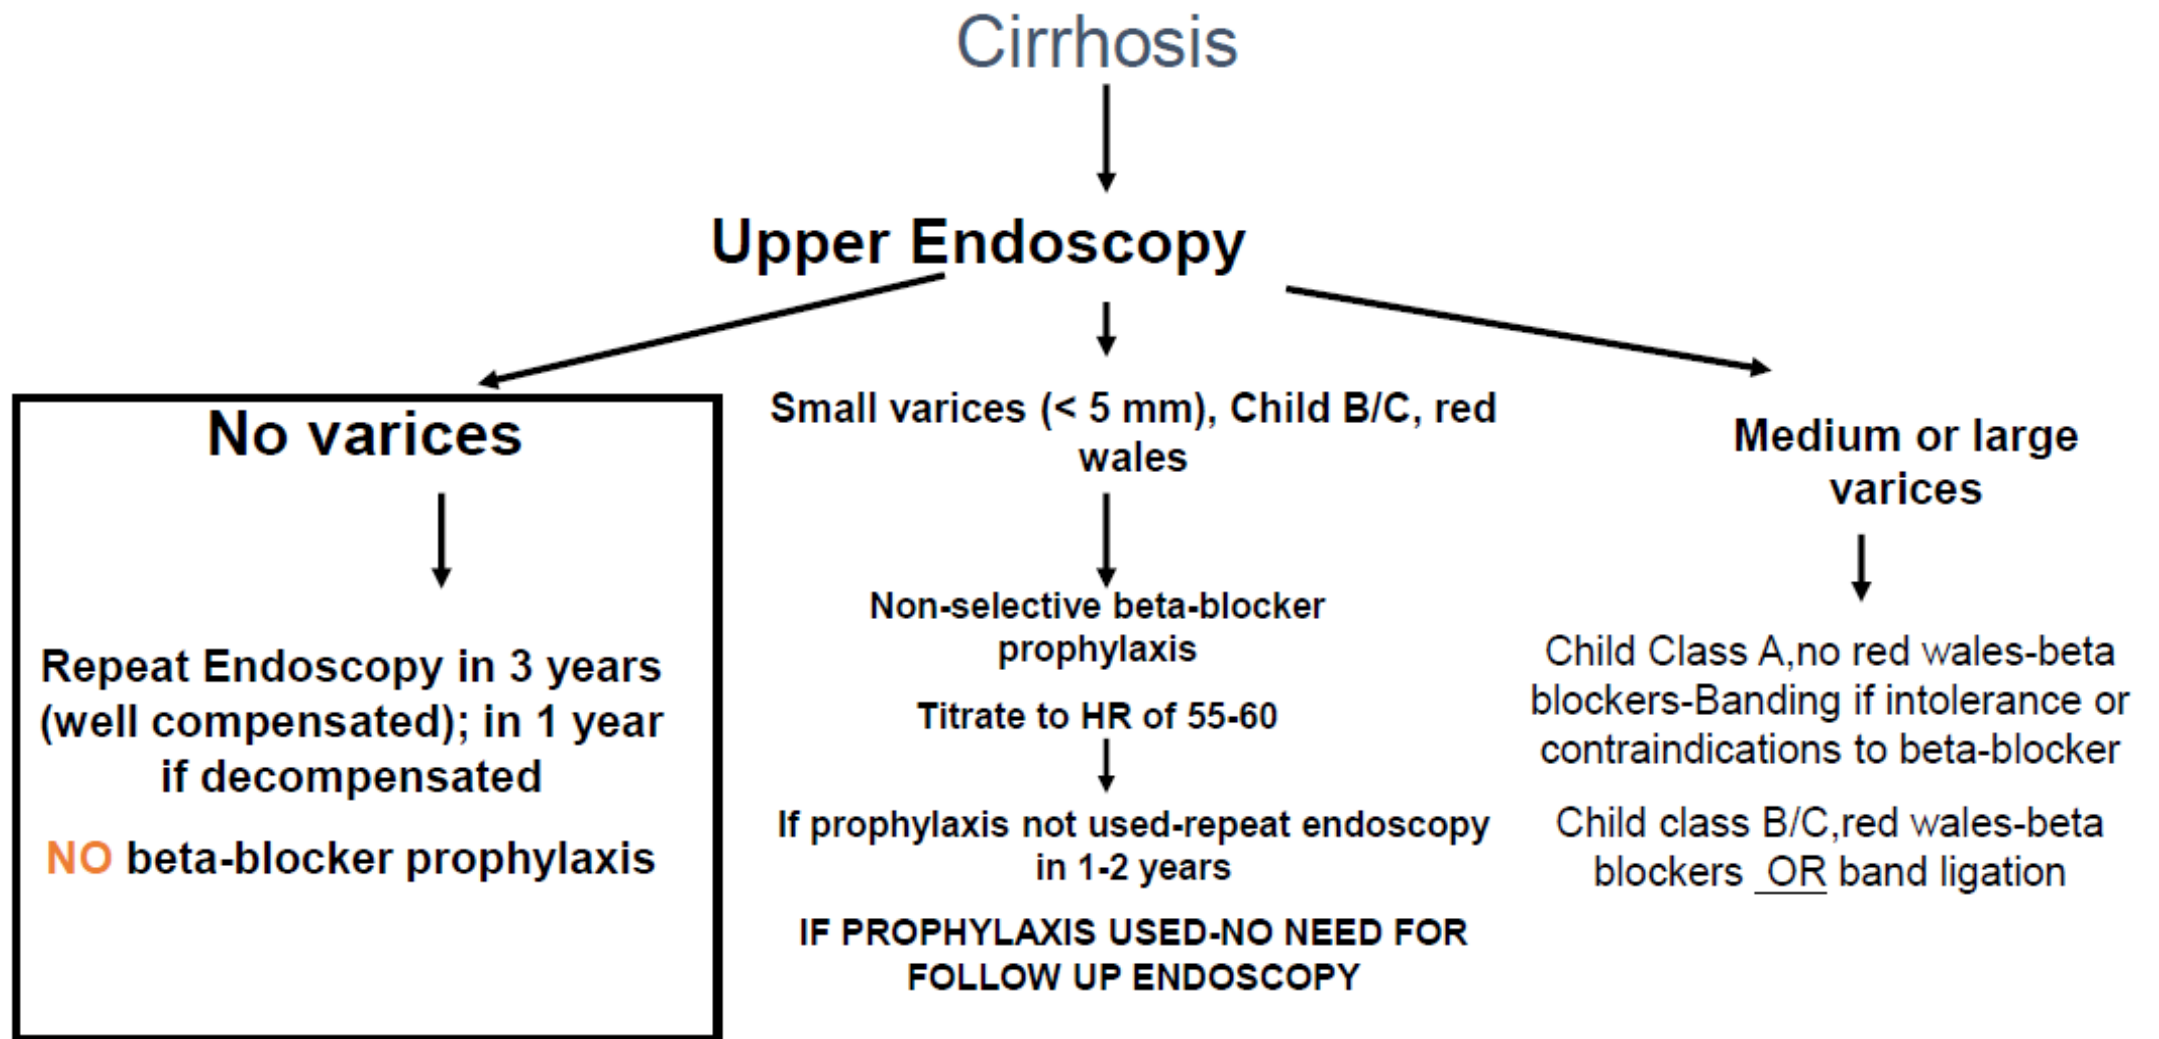 Cirrhosis
Upper Endoscopy
No varices
Repeat Endoscopy in 3 years
(well compensated); in 1 year
if decompensated
NO beta-blocker prophylaxis
Small varices (< 5 mm), Child B/C, red
wales
Non-selective beta-blocker
prophylaxis
Titrate to HR of 55-60
If prophylaxis not used-repeat endoscopy
in 1-2 years
IF PROPHYLAXIS USED-NO NEED FOR
FOLLOW UP ENDOSCOPY
Medium or large
varices
Child Class A,no red wales-beta
blockers-Banding if intolerance or
contraindications to beta-blocker
Child class B/C,red wales-beta
blockers OR band ligation